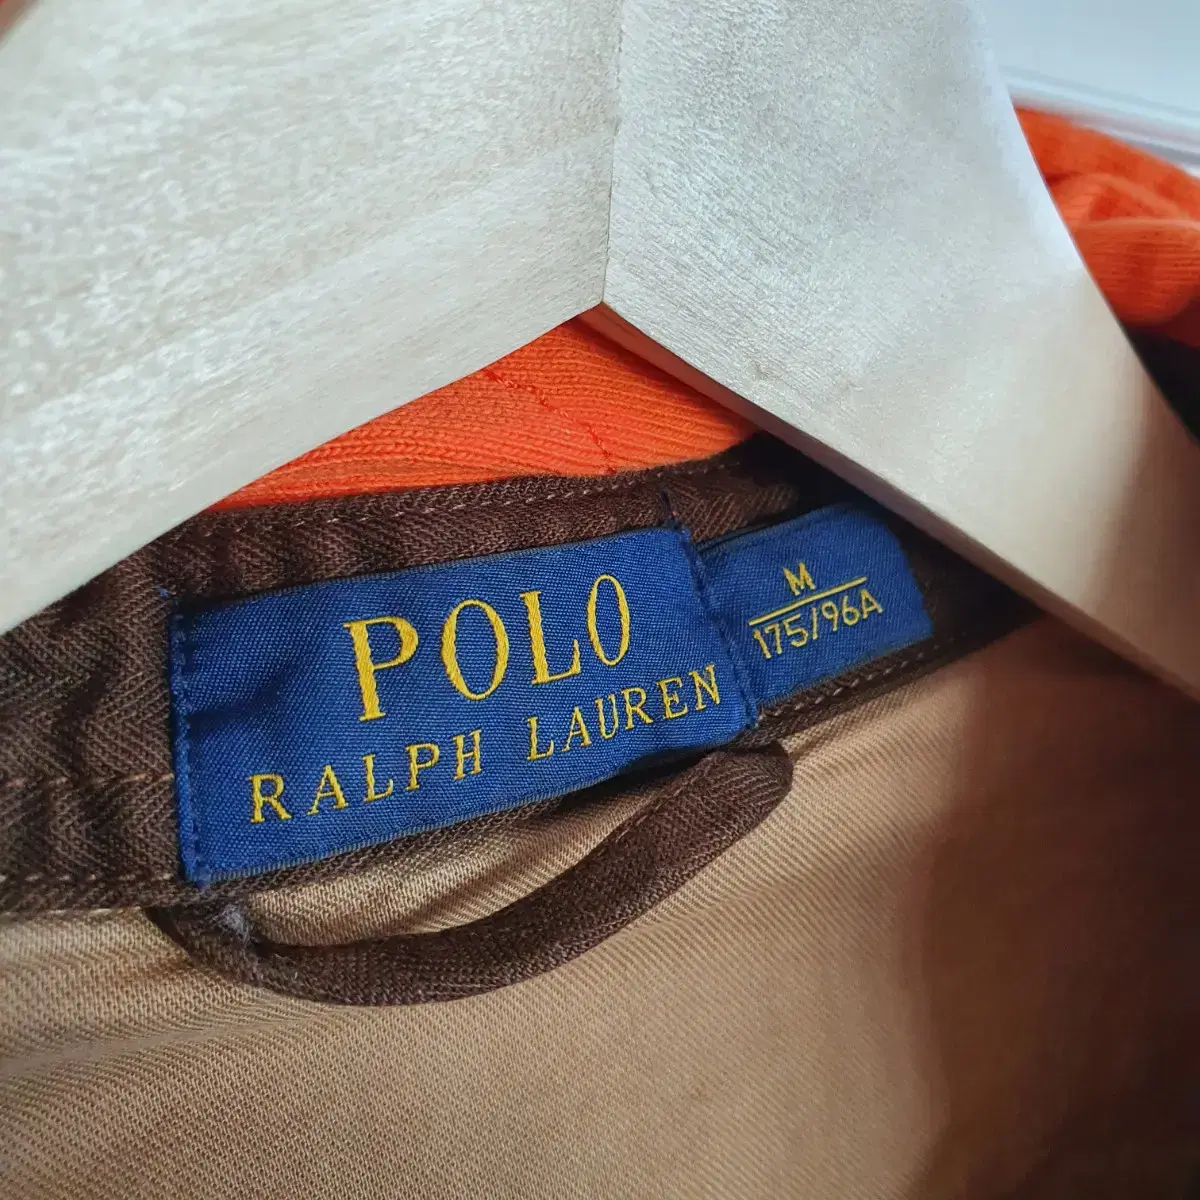 POLO
RALPH LAUREN
M
175/96A